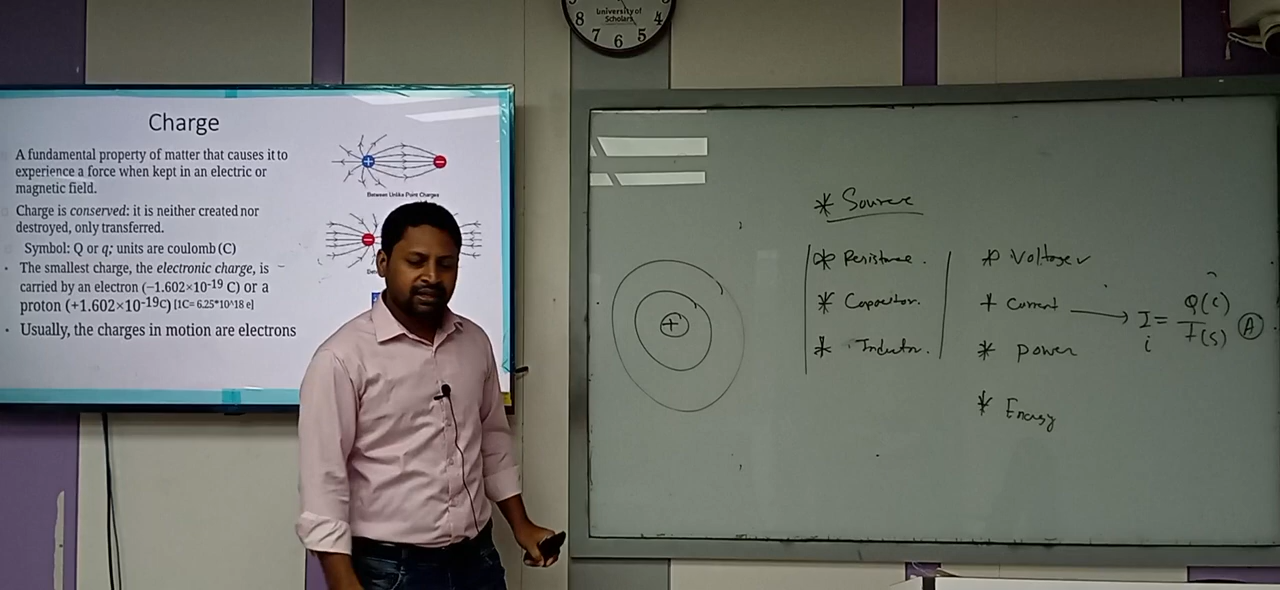 8
University of
Scholars
4
7
6
5
Charge
A fundamental property of matter that causes it to
experience a force when kept in an electric or
magnetic field.
Charge is conserved: it is neither created nor
destroyed, only transferred.
Symbol: Q or q; units are coulomb (C)
• The smallest charge, the electronic charge, is
carried by an electron (−1.602×10^-19 C) or a
proton (+1.602×10^-19C) [1C= 6.25*10^18 e]
• Usually, the charges in motion are electrons
+
−
Between Unlike Point Charges
−
+
* Source
* Resistance.
* Capacitor.
* Inductor.
* Voltage v
* Current → I = Q(c)/T(s) (A)
i
* Power
* Energy